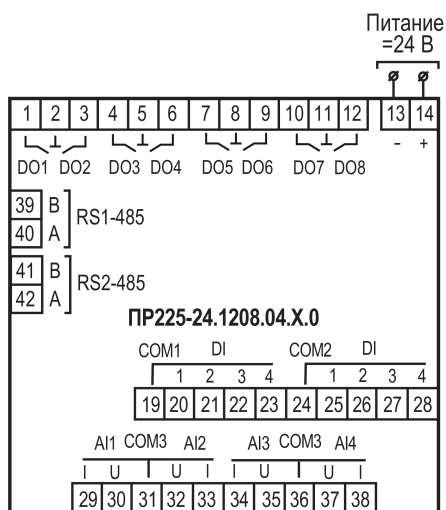 Питание
=24 В
1 2 3 4 5 6 7 8 9 10 11 12 13 14
- +
DO1 DO2 DO3 DO4 DO5 DO6 DO7 DO8
39 B
RS1-485
40 A
41 B
RS2-485
42 A
ПР225-24.1208.04.X.0
COM1 DI COM2 DI
1 2 3 4 1 2 3 4
19 20 21 22 23 24 25 26 27 28
AI1 COM3 AI2 AI3 COM3 AI4
I U U I I U U I
29 30 31 32 33 34 35 36 37 38